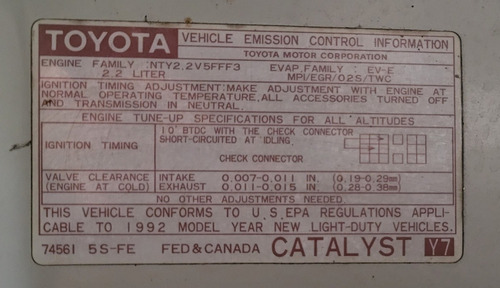 TOYOTA VEHICLE EMISSION CONTROL INFORMATION
TOYOTA MOTOR CORPORATION
ENGINE FAMILY :NTY2.2V5FFF3 EVAP.FAMILY : EV-E
2.2 LITER MPI/EGR/O2S/TWC
IGNITION TIMING ADJUSTMENT:MAKE ADJUSTMENT WITH ENGINE AT
NORMAL OPERATING TEMPERATURE,ALL ACCESSORIES TURNED OFF
AND TRANSMISSION IN NEUTRAL.
ENGINE TUNE-UP SPECIFICATIONS FOR ALL ALTITUDES
IGNITION TIMING
10° BTDC WITH THE CHECK CONNECTOR
SHORT-CIRCUITED AT IDLING.
CHECK CONNECTOR
VALVE CLEARANCE INTAKE 0.007-0.011 IN. (0.19-0.29mm)
(ENGINE AT COLD) EXHAUST 0.011-0.015 IN. (0.28-0.38mm)
NO OTHER ADJUSTMENTS NEEDED.
THIS VEHICLE CONFORMS TO U.S.EPA REGULATIONS APPLI-
CABLE TO 1992 MODEL YEAR NEW LIGHT-DUTY VEHICLES.
74561 5S-FE FED&CANADA CATALYST Y7